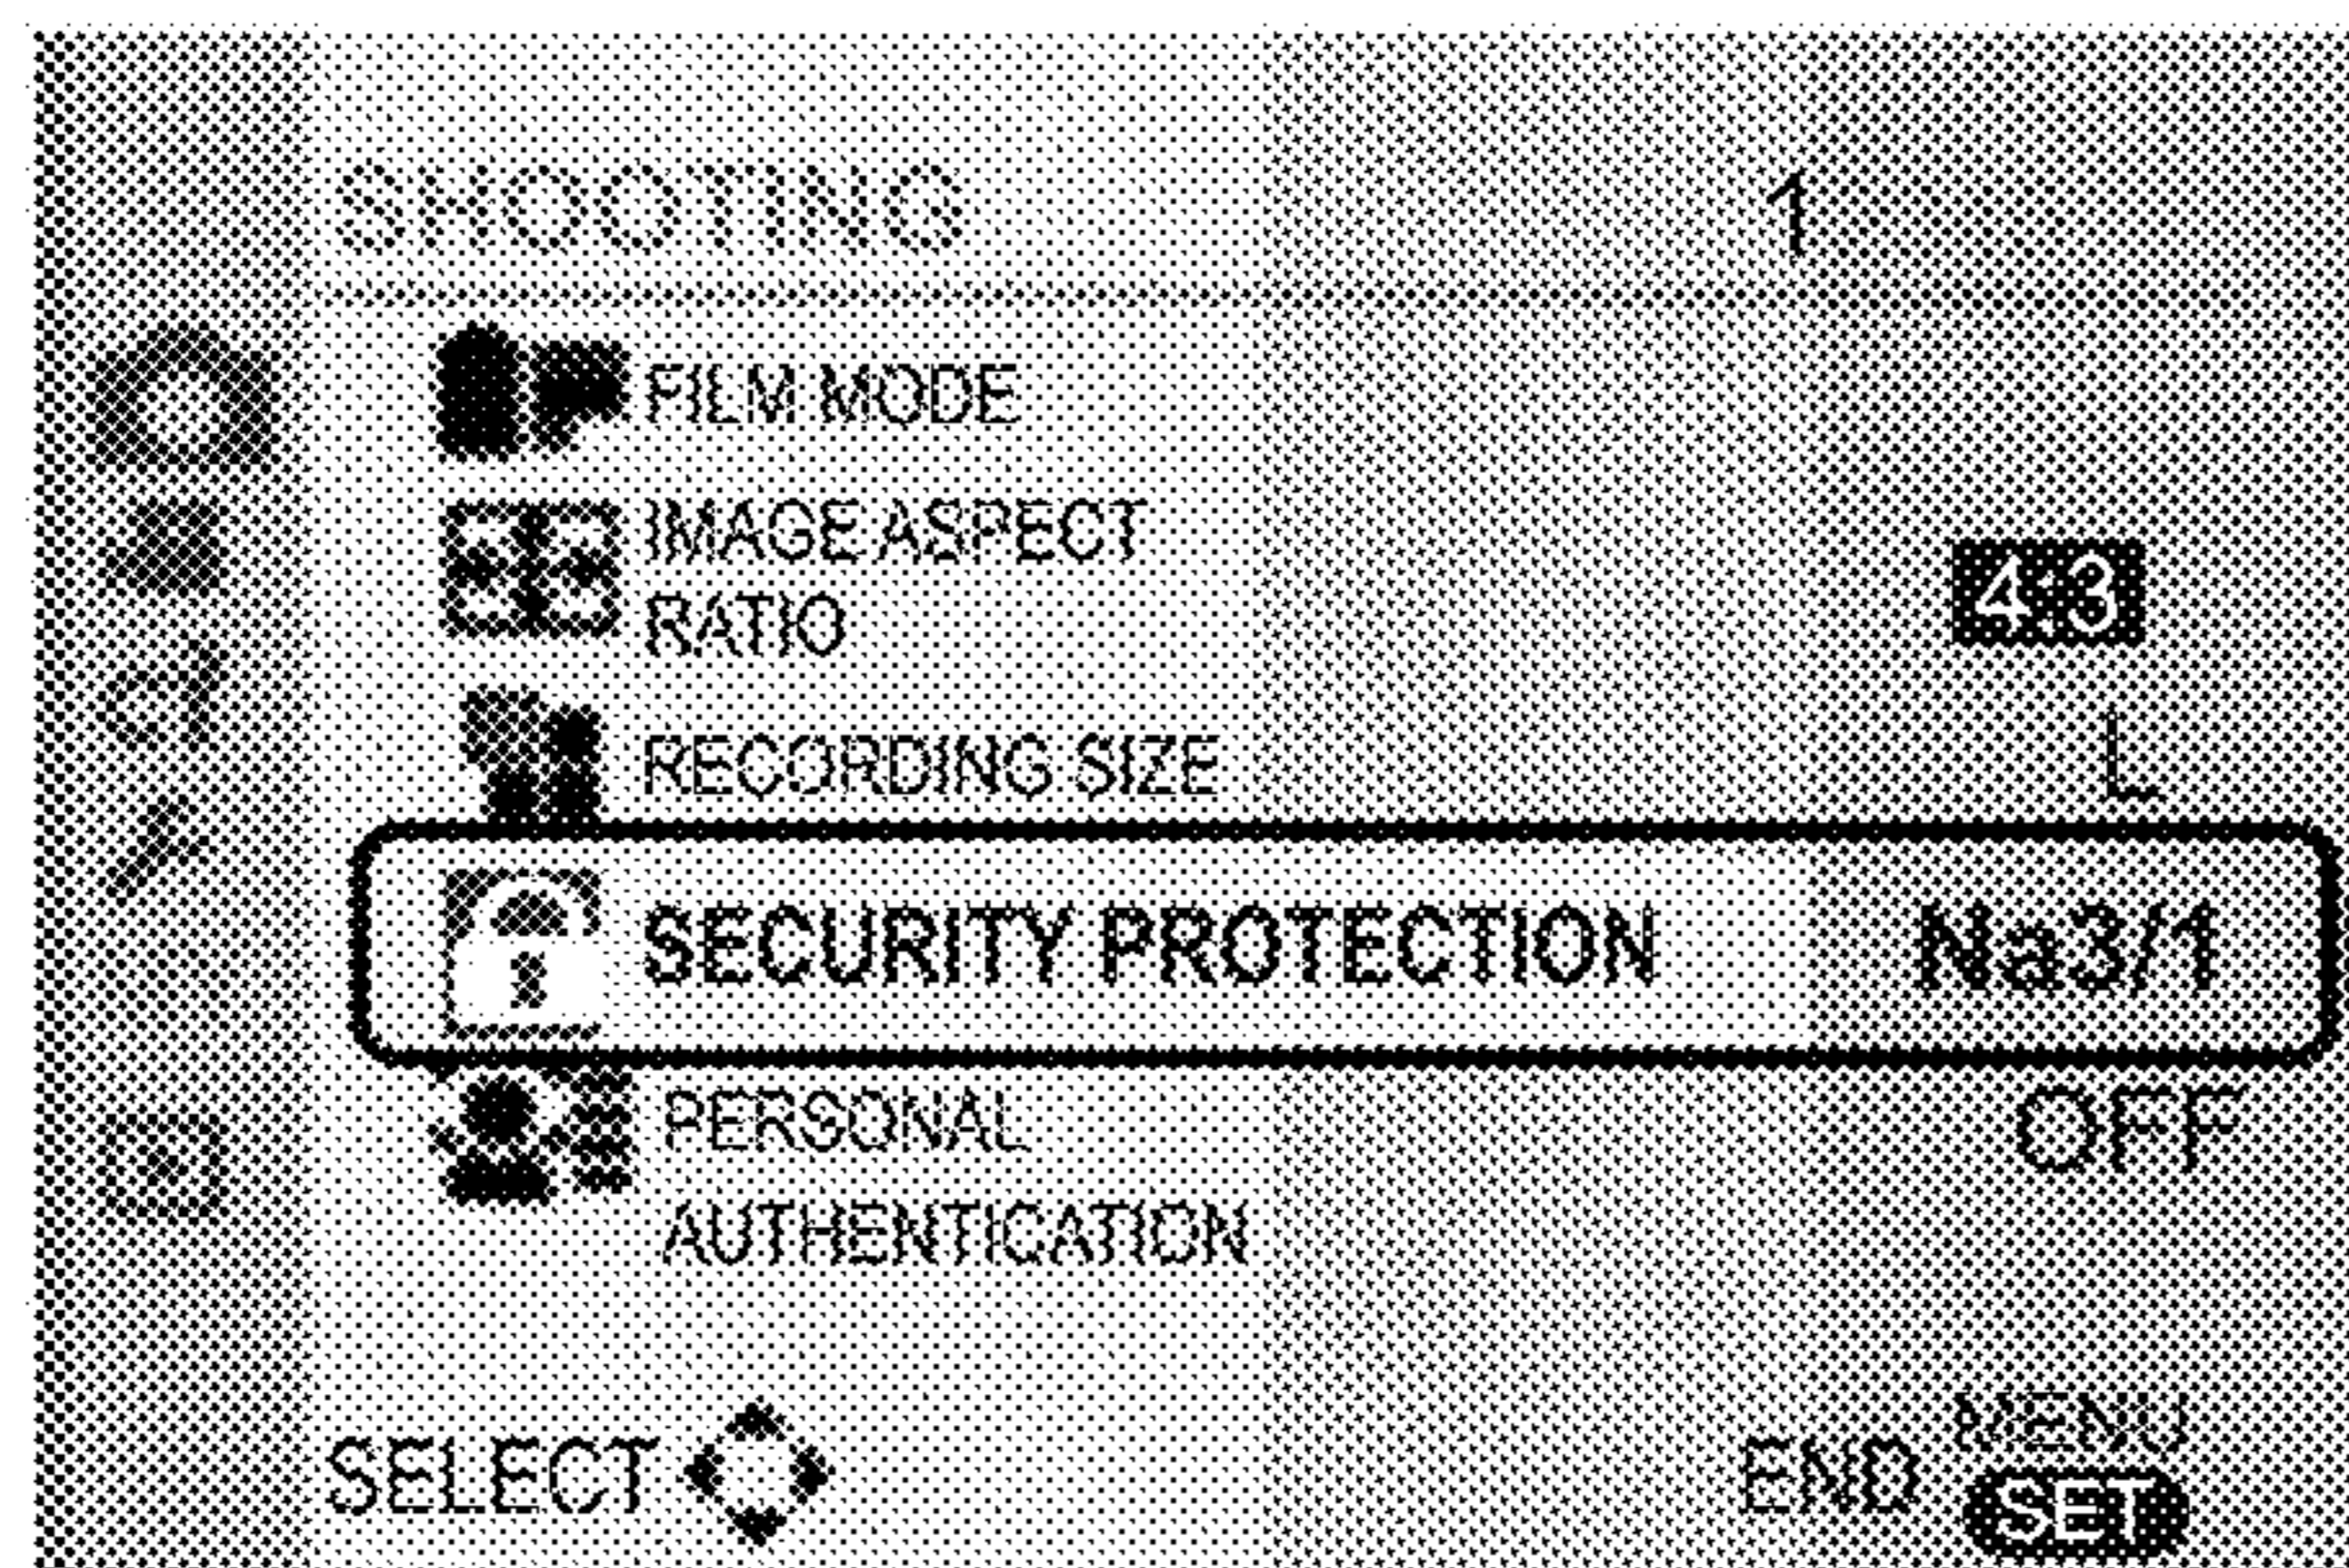 SHOOTING 1
FILM MODE
IMAGE ASPECT
RATIO 4:3
RECORDING SIZE L
SECURITY PROTECTION Na3/1
PERSONAL OFF
AUTHENTICATION
SELECT END MENU
SET